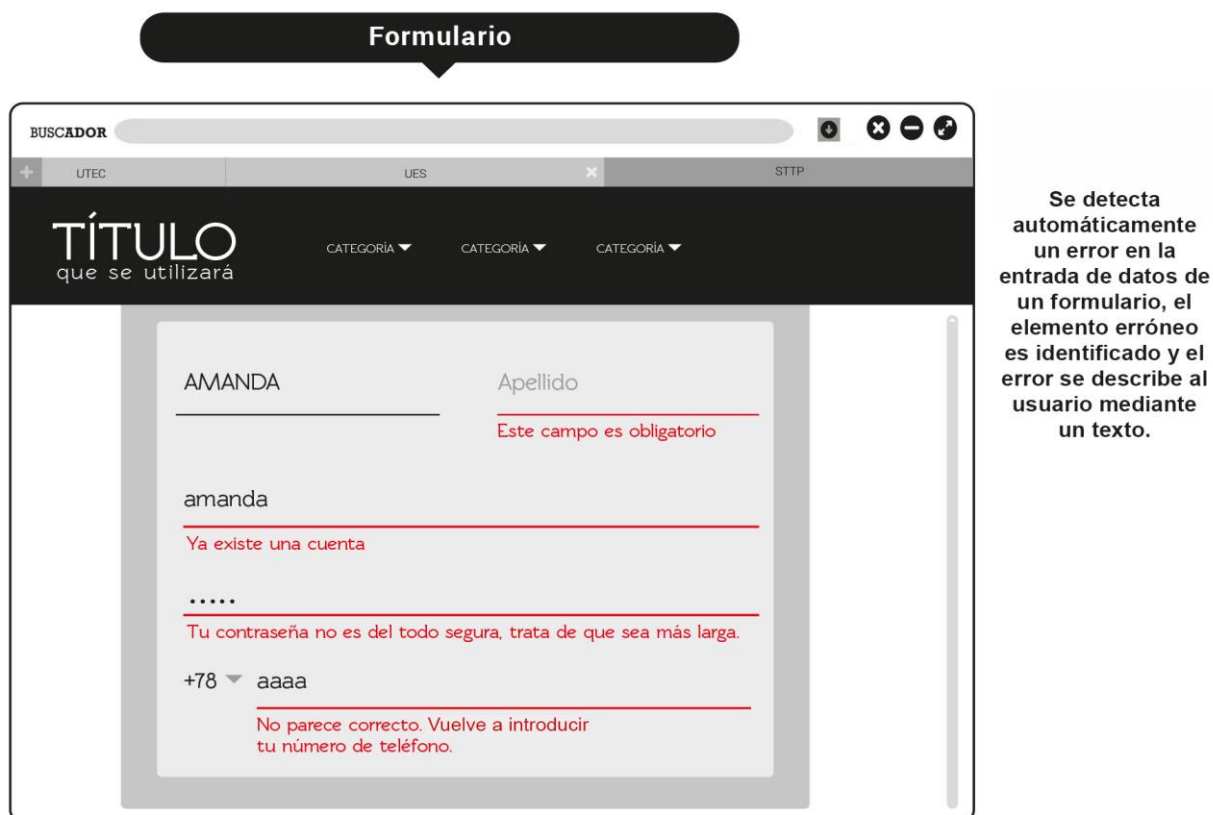 Formulario
BUSCADOR
UTEC
UES
STTP
TÍTULO
que se utilizará
CATEGORÍA
CATEGORÍA
CATEGORÍA
AMANDA
Apellido
Este campo es obligatorio
amanda
Ya existe una cuenta
.....
Tu contraseña no es del todo segura, trata de que sea más larga.
+78 aaaa
No parece correcto. Vuelve a introducir
tu número de teléfono.
Se detecta
automáticamente
un error en la
entrada de datos de
un formulario, el
elemento erróneo
es identificado y el
error se describe al
usuario mediante
un texto.